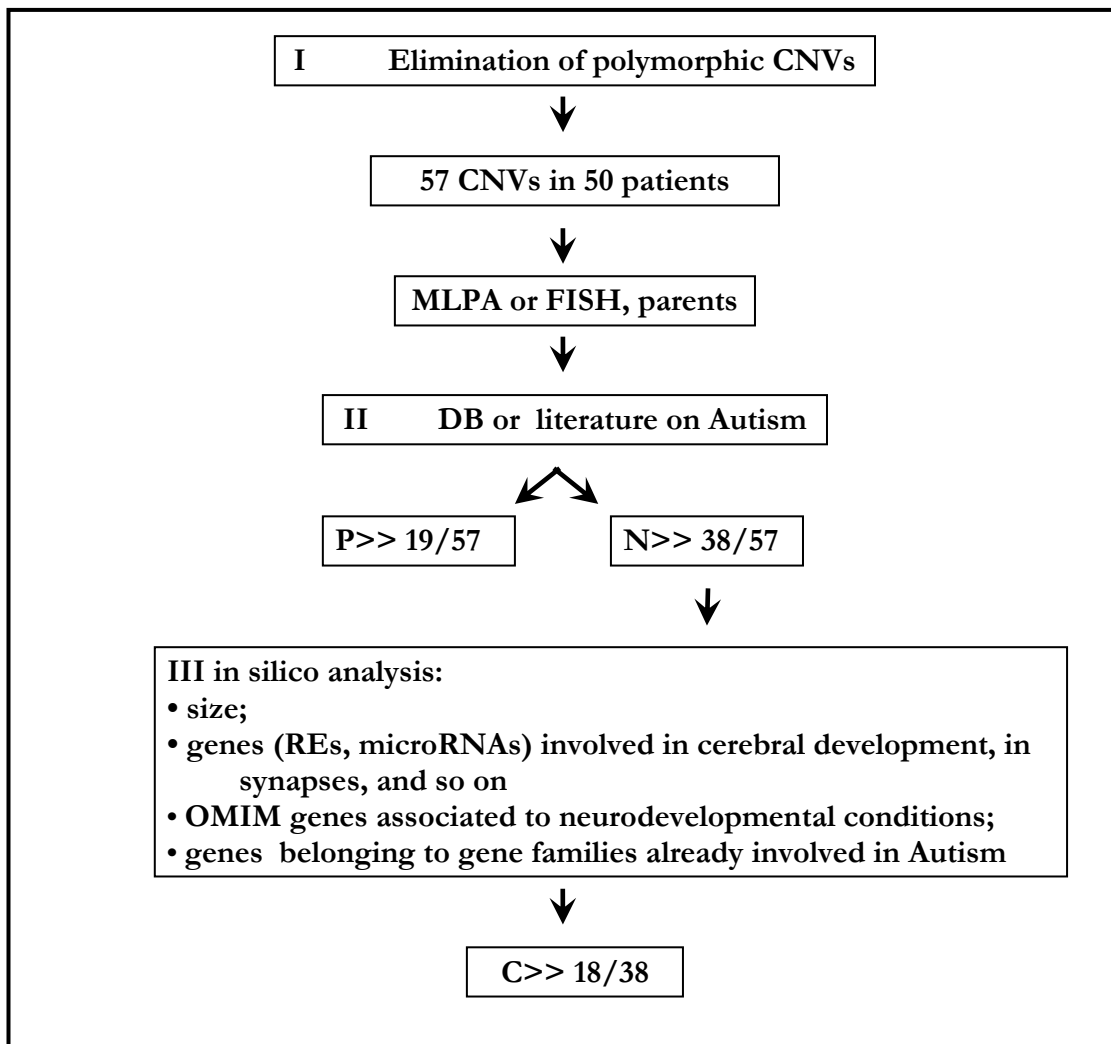 I Elimination of polymorphic CNVs
57 CNVs in 50 patients
MLPA or FISH, parents
II DB or literature on Autism
P>> 19/57
N>> 38/57
III in silico analysis:
• size;
• genes (REs, microRNAs) involved in cerebral development, in
synapses, and so on
• OMIM genes associated to neurodevelopmental conditions;
• genes belonging to gene families already involved in Autism
C>> 18/38